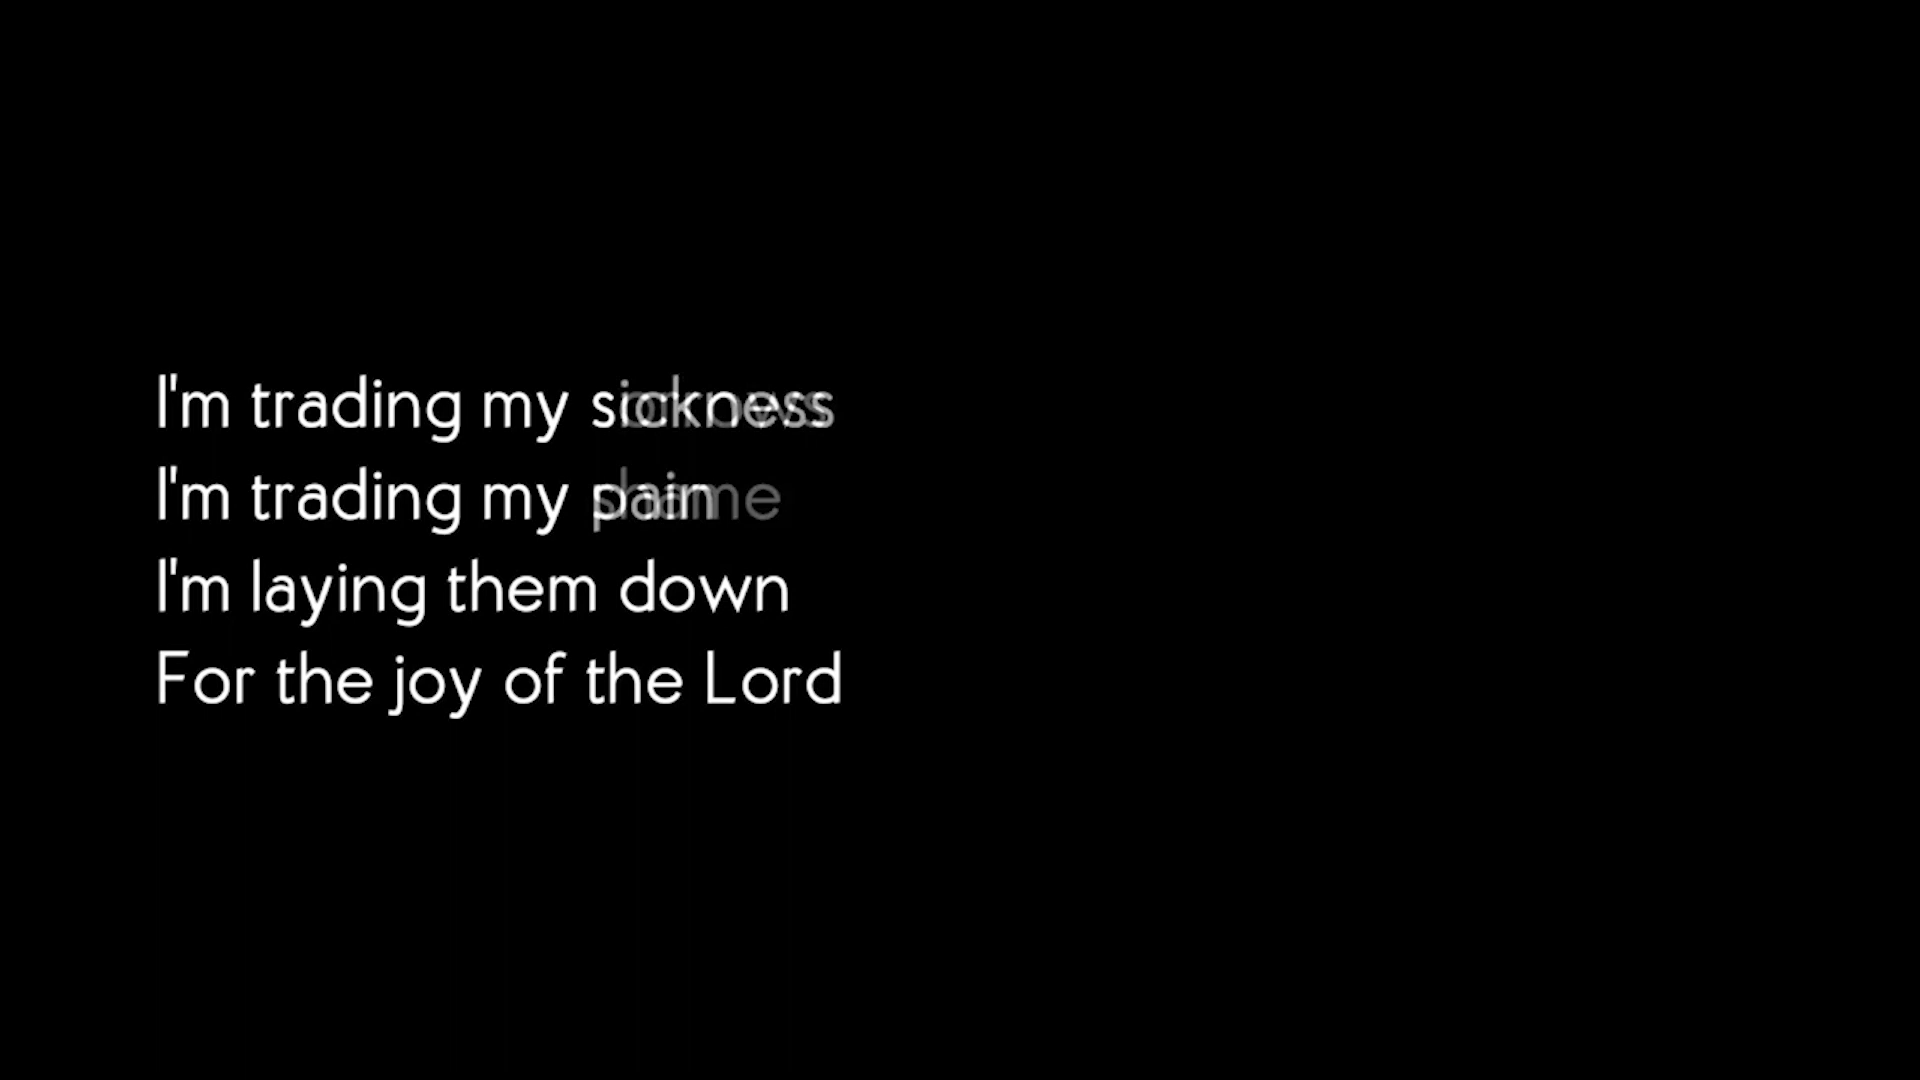 I'm trading my sickness
I'm trading my pain
I'm laying them down
For the joy of the Lord